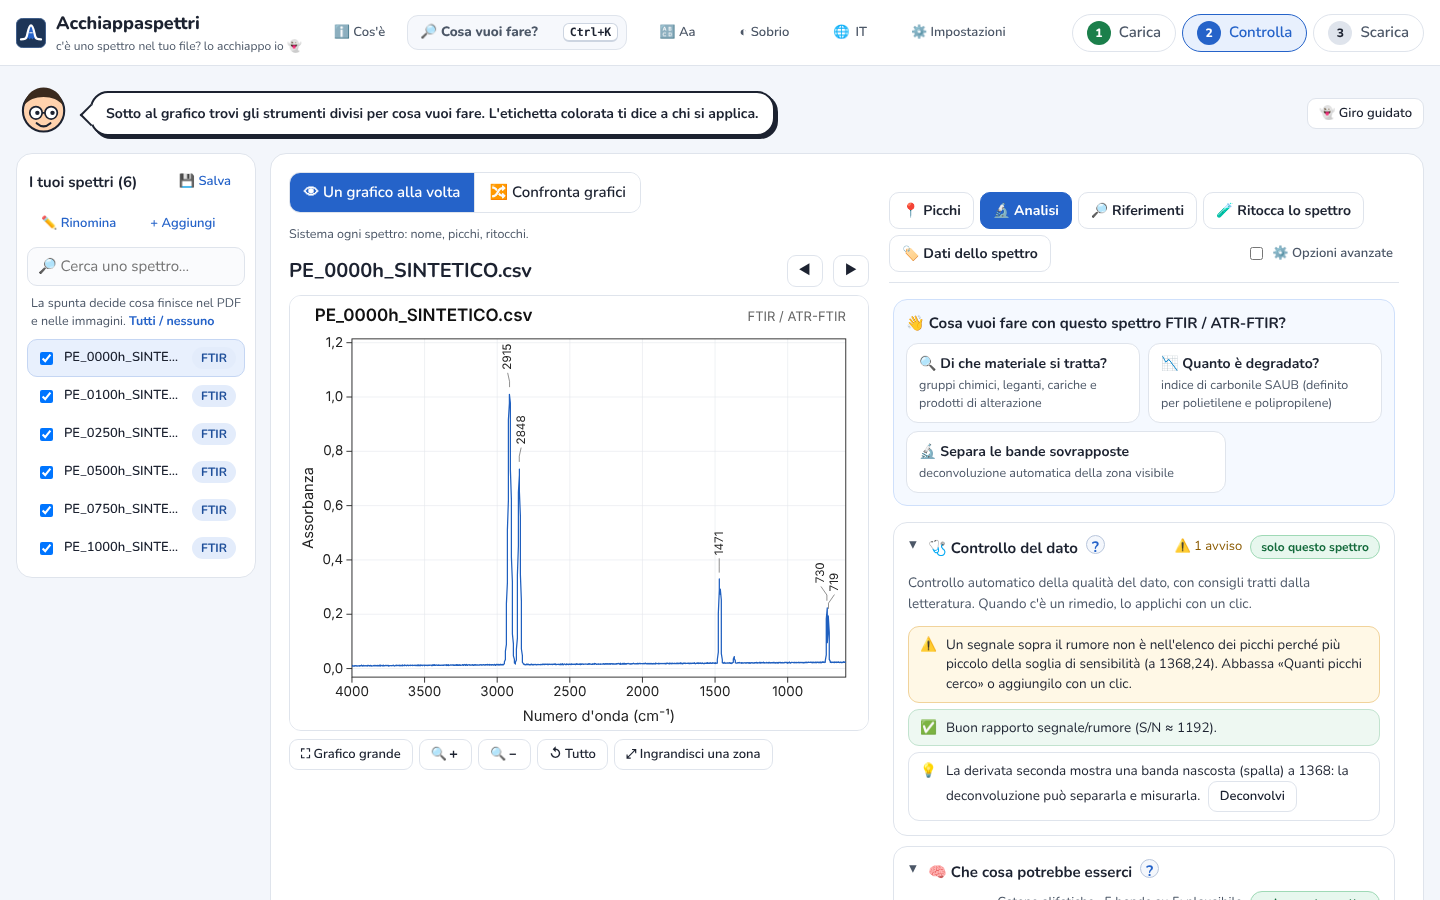 Acchiappaspettri
c'è uno spettro nel tuo file? lo acchiappo io 👻
ℹ️ Cos'è
🔎 Cosa vuoi fare? Ctrl+K
🔠 Aa
Sobrio
🌐 IT
⚙️ Impostazioni
1 Carica
2 Controlla
3 Scarica
Sotto al grafico trovi gli strumenti divisi per cosa vuoi fare. L'etichetta colorata ti dice a chi si applica.
👻 Giro guidato
I tuoi spettri (6)
💾 Salva
✏️ Rinomina
+ Aggiungi
🔎 Cerca uno spettro...
La spunta decide cosa finisce nel PDF
e nelle immagini. Tutti / nessuno
PE_0000h_SINTE... FTIR
PE_0100h_SINTE... FTIR
PE_0250h_SINTE... FTIR
PE_0500h_SINTE... FTIR
PE_0750h_SINTE... FTIR
PE_1000h_SINTE... FTIR
👁 Un grafico alla volta
🔀 Confronta grafici
Sistema ogni spettro: nome, picchi, ritocchi.
PE_0000h_SINTETICO.csv
◀ ▶
PE_0000h_SINTETICO.csv
FTIR / ATR-FTIR
Assorbanza
1,2
1,0
0,8
0,6
0,4
0,2
0,0
2915
2848
1471
730
719
4000 3500 3000 2500 2000 1500 1000
Numero d'onda (cm⁻¹)
⛶ Grafico grande
🔍 +
🔍 −
↺ Tutto
⤢ Ingrandisci una zona
📍 Picchi
🔬 Analisi
🔎 Riferimenti
🧪 Ritocca lo spettro
🏷️ Dati dello spettro
⚙️ Opzioni avanzate
👋 Cosa vuoi fare con questo spettro FTIR / ATR-FTIR?
🔍 Di che materiale si tratta?
gruppi chimici, leganti, cariche e
prodotti di alterazione
📉 Quanto è degradato?
indice di carbonile SAUB (definito
per polietilene e polipropilene)
🔬 Separa le bande sovrapposte
deconvoluzione automatica della zona visibile
▼ 🩺 Controllo del dato ?
⚠️ 1 avviso
solo questo spettro
Controllo automatico della qualità del dato, con consigli tratti dalla
letteratura. Quando c'è un rimedio, lo applichi con un clic.
⚠️ Un segnale sopra il rumore non è nell'elenco dei picchi perché più
piccolo della soglia di sensibilità (a 1368,24). Abbassa «Quanti picchi
cerco» o aggiungilo con un clic.
✅ Buon rapporto segnale/rumore (S/N ≈ 1192).
💡 La derivata seconda mostra una banda nascosta (spalla) a 1368: la
deconvoluzione può separarla e misurarla. Deconvolvi
▼ 🧠 Che cosa potrebbe esserci ?